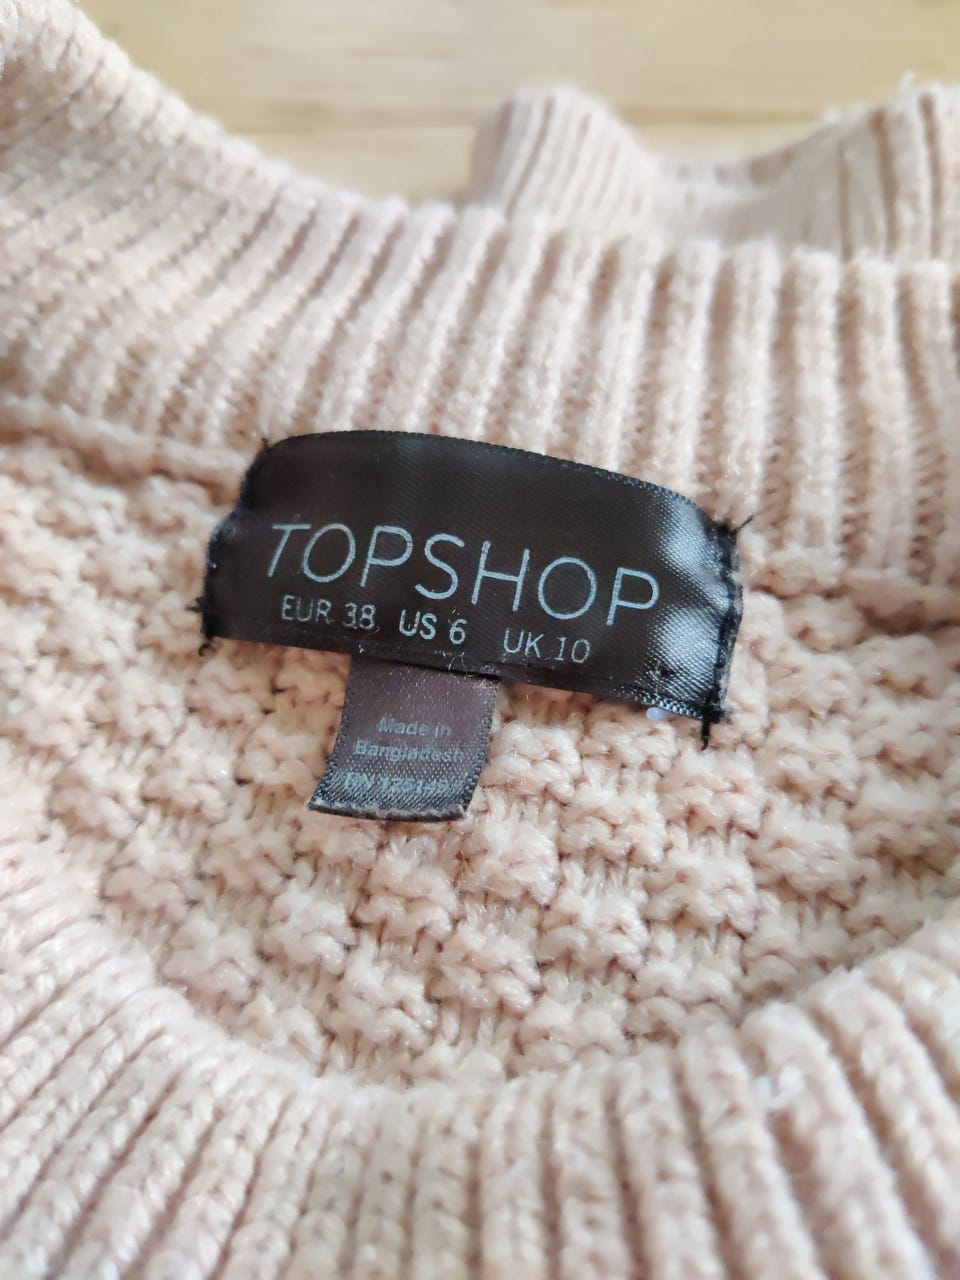 TOPSHOP
EUR 38 US 6 UK 10
Made in
Bangladesh